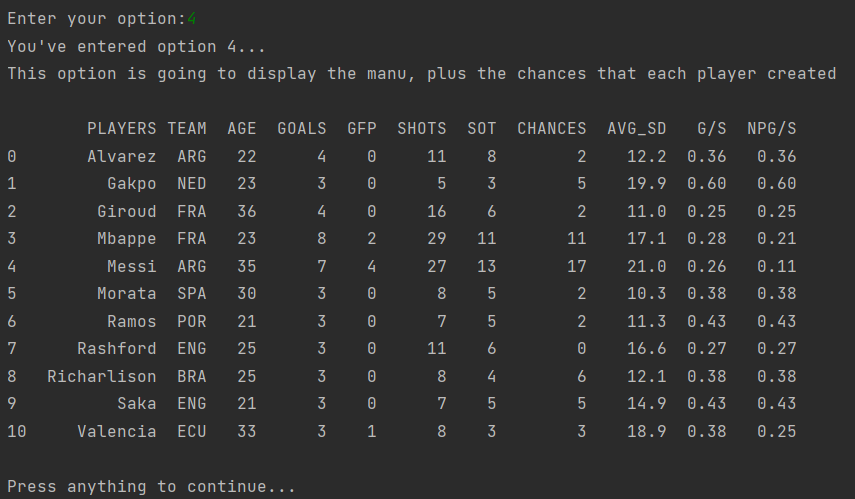 Enter your option:4
You've entered option 4...
This option is going to display the manu, plus the chances that each player created
PLAYERS TEAM AGE GOALS GFP SHOTS SOT CHANCES AVG_SD G/S NPG/S
0 Alvarez ARG 22 4 0 11 8 2 12.2 0.36 0.36
1 Gakpo NED 23 3 0 5 3 5 19.9 0.60 0.60
2 Giroud FRA 36 4 0 16 6 2 11.0 0.25 0.25
3 Mbappe FRA 23 8 2 29 11 11 17.1 0.28 0.21
4 Messi ARG 35 7 4 27 13 17 21.0 0.26 0.11
5 Morata SPA 30 3 0 8 5 2 10.3 0.38 0.38
6 Ramos POR 21 3 0 7 5 2 11.3 0.43 0.43
7 Rashford ENG 25 3 0 11 6 0 16.6 0.27 0.27
8 Richarlison BRA 25 3 0 8 4 6 12.1 0.38 0.38
9 Saka ENG 21 3 0 7 5 5 14.9 0.43 0.43
10 Valencia ECU 33 3 1 8 3 3 18.9 0.38 0.25
Press anything to continue...